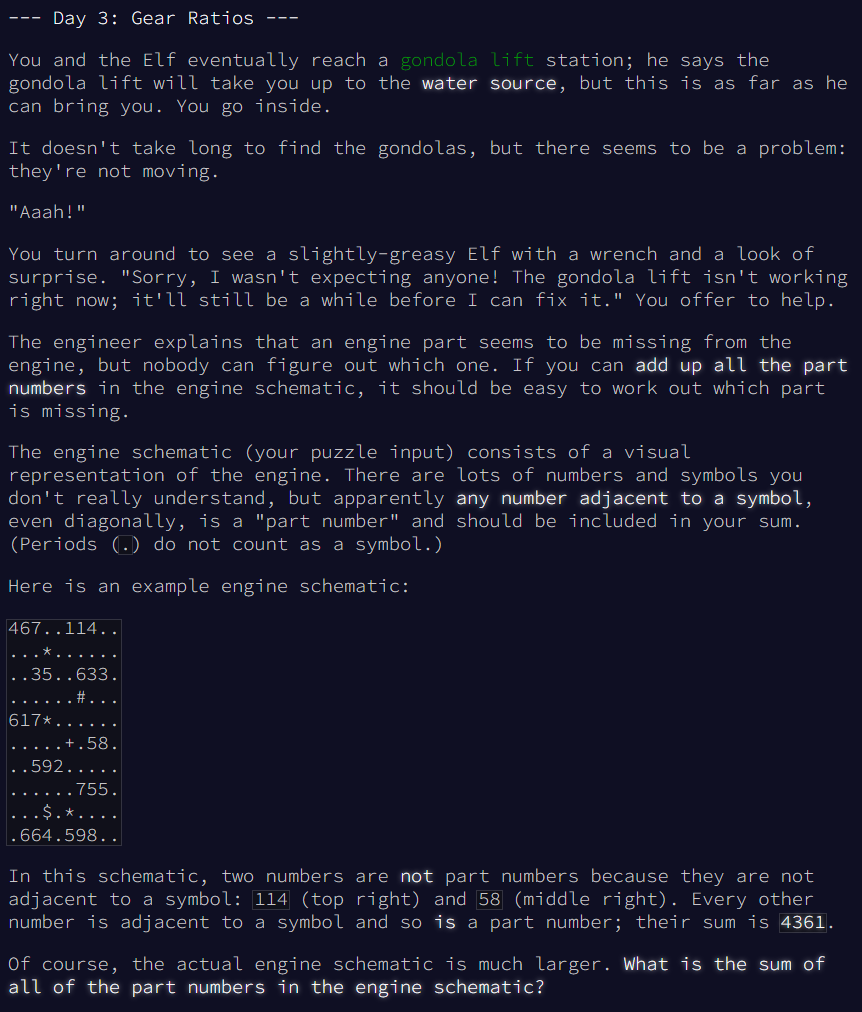 --- Day 3: Gear Ratios ---
You and the Elf eventually reach a gondola lift station; he says the
gondola lift will take you up to the water source, but this is as far as he
can bring you. You go inside.
It doesn't take long to find the gondolas, but there seems to be a problem:
they're not moving.
"Aaah!"
You turn around to see a slightly-greasy Elf with a wrench and a look of
surprise. "Sorry, I wasn't expecting anyone! The gondola lift isn't working
right now; it'll still be a while before I can fix it." You offer to help.
The engineer explains that an engine part seems to be missing from the
engine, but nobody can figure out which one. If you can add up all the part
numbers in the engine schematic, it should be easy to work out which part
is missing.
The engine schematic (your puzzle input) consists of a visual
representation of the engine. There are lots of numbers and symbols you
don't really understand, but apparently any number adjacent to a symbol,
even diagonally, is a "part number" and should be included in your sum.
(Periods (.) do not count as a symbol.)
Here is an example engine schematic:
467..114..
...*......
..35..633.
......#...
617*......
.....+.58.
..592.....
......755.
...$.*....
.664.598..
In this schematic, two numbers are not part numbers because they are not
adjacent to a symbol: 114 (top right) and 58 (middle right). Every other
number is adjacent to a symbol and so is a part number; their sum is 4361.
Of course, the actual engine schematic is much larger. What is the sum of
all of the part numbers in the engine schematic?